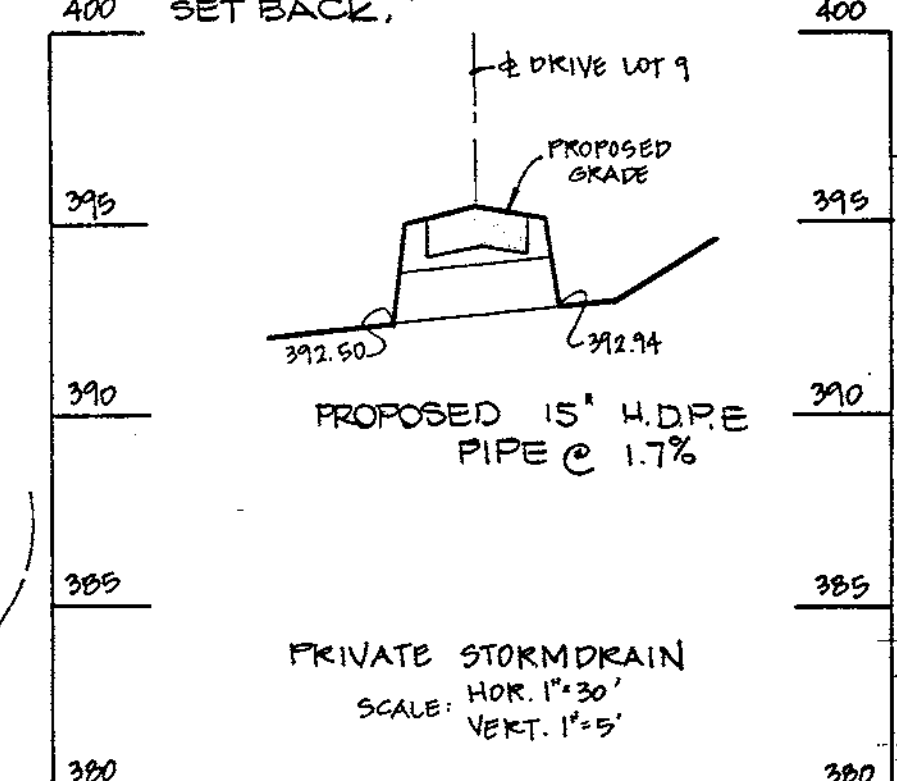 400 SET BACK. 400
℄ DRIVE LOT 9
PROPOSED
GRADE
395 395
392.50 392.94
390 390
PROPOSED 15" H.D.P.E
PIPE @ 1.7%
385 385
PRIVATE STORMDRAIN
SCALE: HOR. 1"=30'
VERT. 1"=5'
380 380